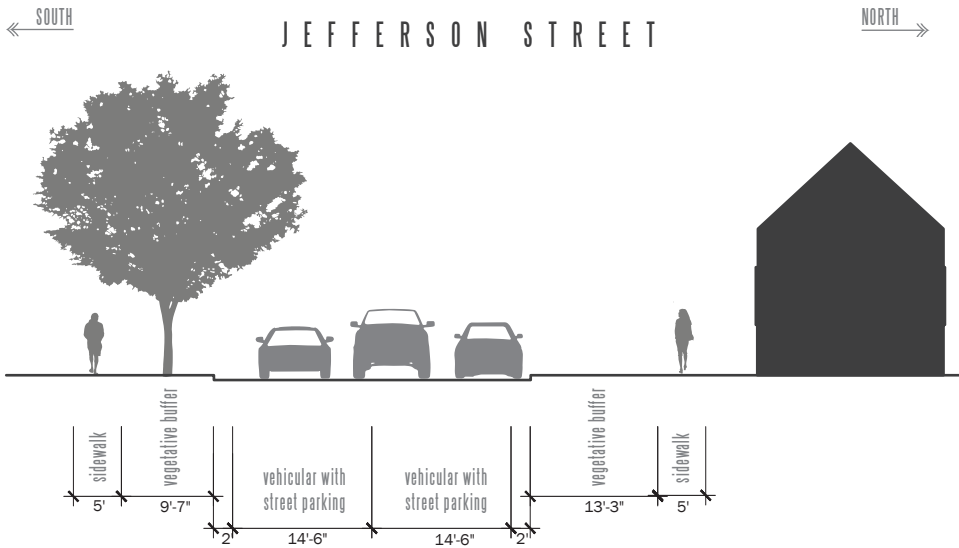 SOUTH
JEFFERSON STREET
NORTH
sidewalk
vegetative buffer
vehicular with
street parking
vehicular with
street parking
vegetative buffer
sidewalk
5'
9'-7"
13'-3"
5'
2'
14'-6"
14'-6"
2'